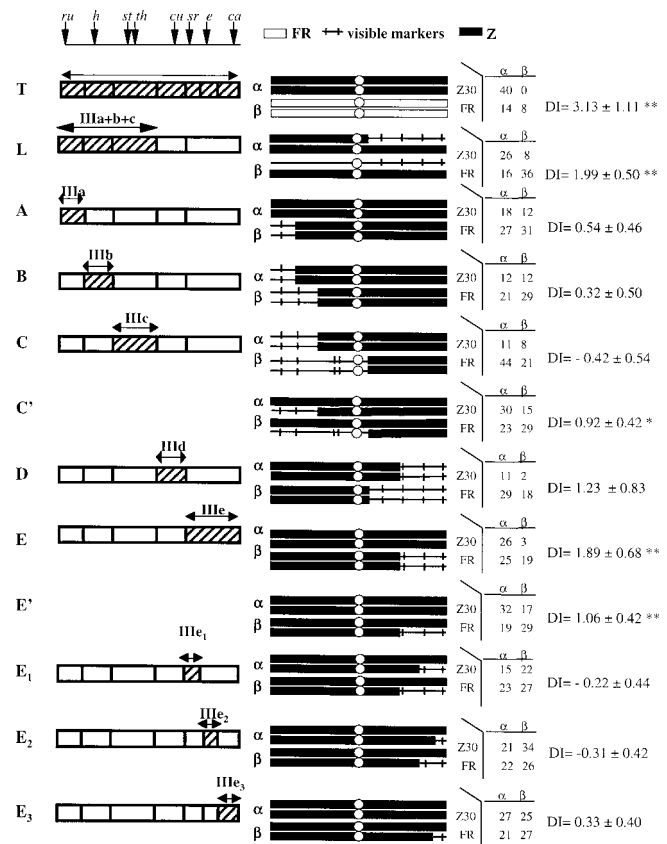 ru h st th cu sr e ca
FR visible markers Z
T α β Z30 FR α β 40 0 14 8 DI= 3.13 ± 1.11 **
IIIa+b+c
L α β Z30 FR α β 26 8 16 36 DI= 1.99 ± 0.50 **
IIIa
A α β Z30 FR α β 18 12 27 31 DI= 0.54 ± 0.46
IIIb
B α β Z30 FR α β 12 12 21 29 DI= 0.32 ± 0.50
IIIc
C α β Z30 FR α β 11 8 44 21 DI= - 0.42 ± 0.54
C' α β Z30 FR α β 30 15 23 29 DI= 0.92 ± 0.42 *
IIId
D α β Z30 FR α β 11 2 29 18 DI= 1.23 ± 0.83
IIIe
E α β Z30 FR α β 26 3 25 19 DI= 1.89 ± 0.68 **
E' α β Z30 FR α β 32 17 19 29 DI= 1.06 ± 0.42 **
IIIe1
E1 α β Z30 FR α β 15 22 23 27 DI= - 0.22 ± 0.44
IIIe2
E2 α β Z30 FR α β 21 34 22 26 DI= -0.31 ± 0.42
IIIe3
E3 α β Z30 FR α β 27 25 21 27 DI= 0.33 ± 0.40